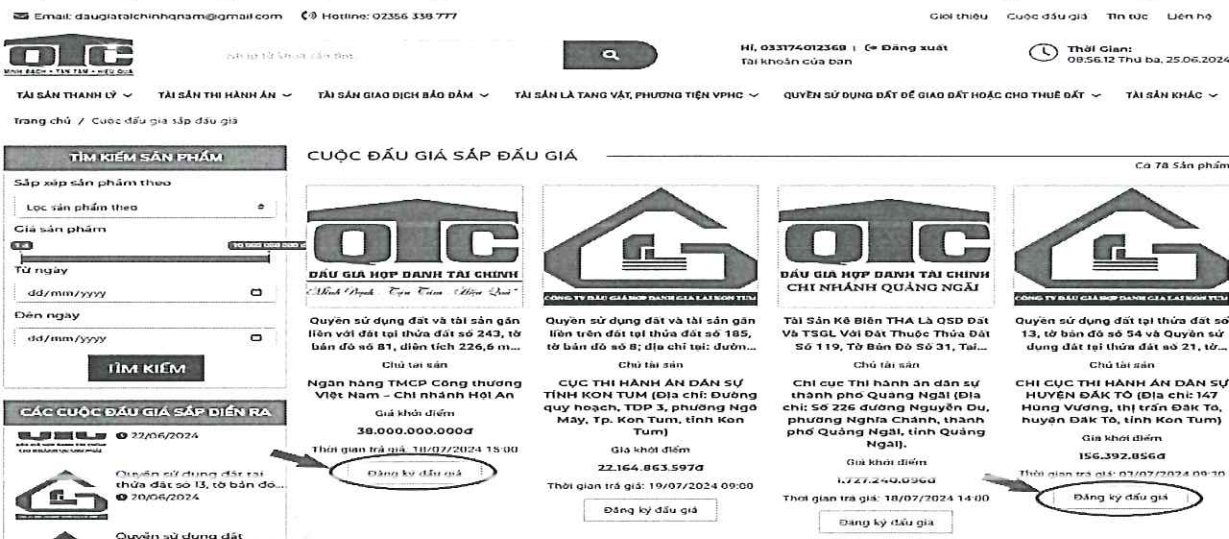 Email: daugiataichinhqnam@gmail.com
Hotline: 02356 338 777
Giới thiệu Cuộc đấu giá Tin tức Liên hệ
QTC
MINH BẠCH • TẬN TÂM • HIỆU QUẢ
Hi, 033174012368 | Đăng xuất
Tài khoản của bạn
Thời Gian:
08:56:12 Thứ ba, 25.06.2024
TÀI SẢN THANH LÝ TÀI SẢN THI HÀNH ÁN TÀI SẢN GIAO DỊCH BẢO ĐẢM TÀI SẢN LÀ TANG VẬT, PHƯƠNG TIỆN VPHC QUYỀN SỬ DỤNG ĐẤT ĐỂ GIAO ĐẤT HOẶC CHO THUÊ ĐẤT TÀI SẢN KHÁC
Trang chủ / Cuộc đấu giá sắp đấu giá
TÌM KIẾM SẢN PHẨM
Sắp xếp sản phẩm theo
Lọc sản phẩm theo
Giá sản phẩm
Từ ngày
dd/mm/yyyy
Đến ngày
dd/mm/yyyy
TÌM KIẾM
CÁC CUỘC ĐẤU GIÁ SẮP DIỄN RA
22/06/2024
Quyền sử dụng đất tại
thửa đất số 13, tờ bản đồ...
20/06/2024
Quyền sử dụng đất
CUỘC ĐẤU GIÁ SẮP ĐẤU GIÁ
Có 78 Sản phẩm
QTC
ĐẤU GIÁ HỢP DANH TÀI CHÍNH
"Minh Bạch - Tận Tâm - Hiệu Quả"
Quyền sử dụng đất và tài sản gắn
liền với đất tại thửa đất số 243, tờ
bản đồ số 81, diện tích 226,6 m...
Chủ tài sản
Ngân hàng TMCP Công thương
Việt Nam – Chi nhánh Hội An
Giá khởi điểm
38.000.000.000đ
Thời gian trả giá: 18/07/2024 15:00
Đăng ký đấu giá
CÔNG TY ĐẤU GIÁ HỢP DANH GIA LAI KON TUM
Quyền sử dụng đất và tài sản gắn
liền trên đất tại thửa đất số 185,
tờ bản đồ số 8; địa chỉ tại: đườn...
Chủ tài sản
CỤC THI HÀNH ÁN DÂN SỰ
TỈNH KON TUM (Địa chỉ: Đường
quy hoạch, TDP 3, phường Ngô
Mây, Tp. Kon Tum, tỉnh Kon
Tum)
Giá khởi điểm
22.164.863.597đ
Thời gian trả giá: 19/07/2024 09:00
Đăng ký đấu giá
QTC
ĐẤU GIÁ HỢP DANH TÀI CHÍNH
CHI NHÁNH QUẢNG NGÃI
Tài Sản Kê Biên THA Là QSD Đất
Và TSGL Với Đất Thuộc Thửa Đất
Số 119, Tờ Bản Đồ Số 31, Tại...
Chủ tài sản
Chi cục Thi hành án dân sự
thành phố Quảng Ngãi (Địa
chỉ: Số 226 đường Nguyễn Du,
phường Nghĩa Chánh, thành
phố Quảng Ngãi, tỉnh Quảng
Ngãi).
Giá khởi điểm
1.727.240.096đ
Thời gian trả giá: 18/07/2024 14:00
Đăng ký đấu giá
CÔNG TY ĐẤU GIÁ HỢP DANH GIA LAI KON TUM
Quyền sử dụng đất tại thửa đất số
13, tờ bản đồ số 54 và Quyền sử
dụng đất tại thửa đất số 21, tờ...
Chủ tài sản
CHI CỤC THI HÀNH ÁN DÂN SỰ
HUYỆN ĐĂK TÔ (Địa chỉ: 147
Hùng Vương, thị trấn Đăk Tô,
huyện Đăk Tô, tỉnh Kon Tum)
Giá khởi điểm
156.392.856đ
Thời gian trả giá: 02/07/2024 09:30
Đăng ký đấu giá